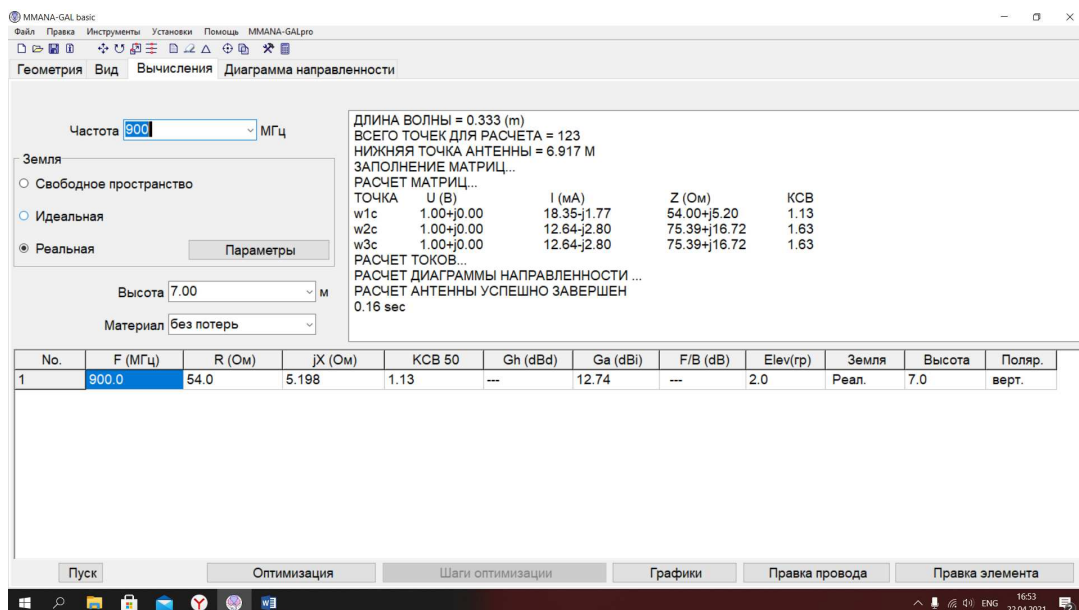 MMANA-GAL basic
Файл Правка Инструменты Установки Помощь MMANA-GALpro
Геометрия Вид Вычисления Диаграмма направленности
Частота 900 МГц
Земля
Свободное пространство
Идеальная
Реальная Параметры
Высота 7.00 м
Материал без потерь
ДЛИНА ВОЛНЫ = 0.333 (m)
ВСЕГО ТОЧЕК ДЛЯ РАСЧЕТА = 123
НИЖНЯЯ ТОЧКА АНТЕННЫ = 6.917 М
ЗАПОЛНЕНИЕ МАТРИЦ...
РАСЧЕТ МАТРИЦ...
ТОЧКА U (В) I (мА) Z (Ом) КСВ
w1c 1.00+j0.00 18.35-j1.77 54.00+j5.20 1.13
w2c 1.00+j0.00 12.64-j2.80 75.39+j16.72 1.63
w3c 1.00+j0.00 12.64-j2.80 75.39+j16.72 1.63
РАСЧЕТ ТОКОВ...
РАСЧЕТ ДИАГРАММЫ НАПРАВЛЕННОСТИ ...
РАСЧЕТ АНТЕННЫ УСПЕШНО ЗАВЕРШЕН
0.16 sec
No. F (МГц) R (Ом) jX (Ом) КСВ 50 Gh (dBd) Ga (dBi) F/B (dB) Elev(гр) Земля Высота Поляр.
1 900.0 54.0 5.198 1.13 --- 12.74 --- 2.0 Реал. 7.0 верт.
Пуск Оптимизация Шаги оптимизации Графики Правка провода Правка элемента
ENG 16:53
22.04.2021